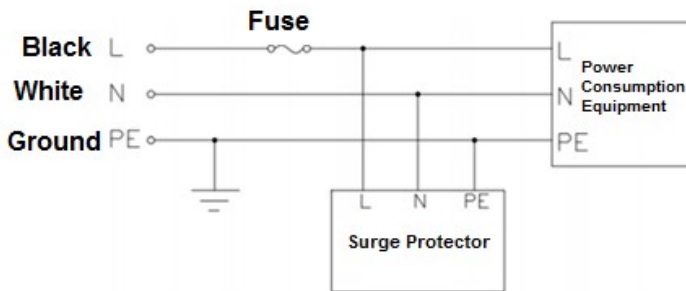 Fuse
Black L
White N
Ground PE
L
N
PE
Power
Consumption
Equipment
L N PE
Surge Protector